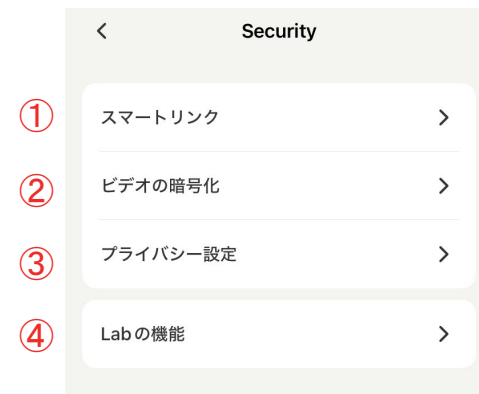 Security
① スマートリンク
② ビデオの暗号化
③ プライバシー設定
④ Labの機能